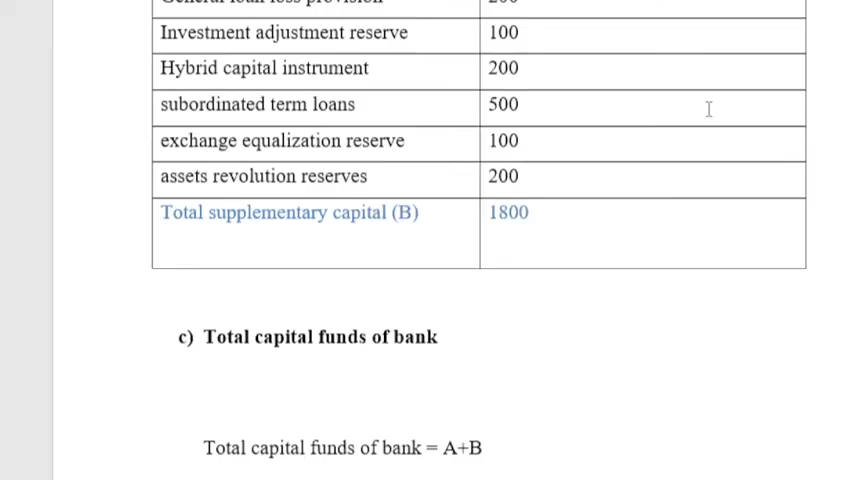 Investment adjustment reserve 100
Hybrid capital instrument 200
subordinated term loans 500
exchange equalization reserve 100
assets revolution reserves 200
Total supplementary capital (B) 1800
c) Total capital funds of bank
Total capital funds of bank = A+B